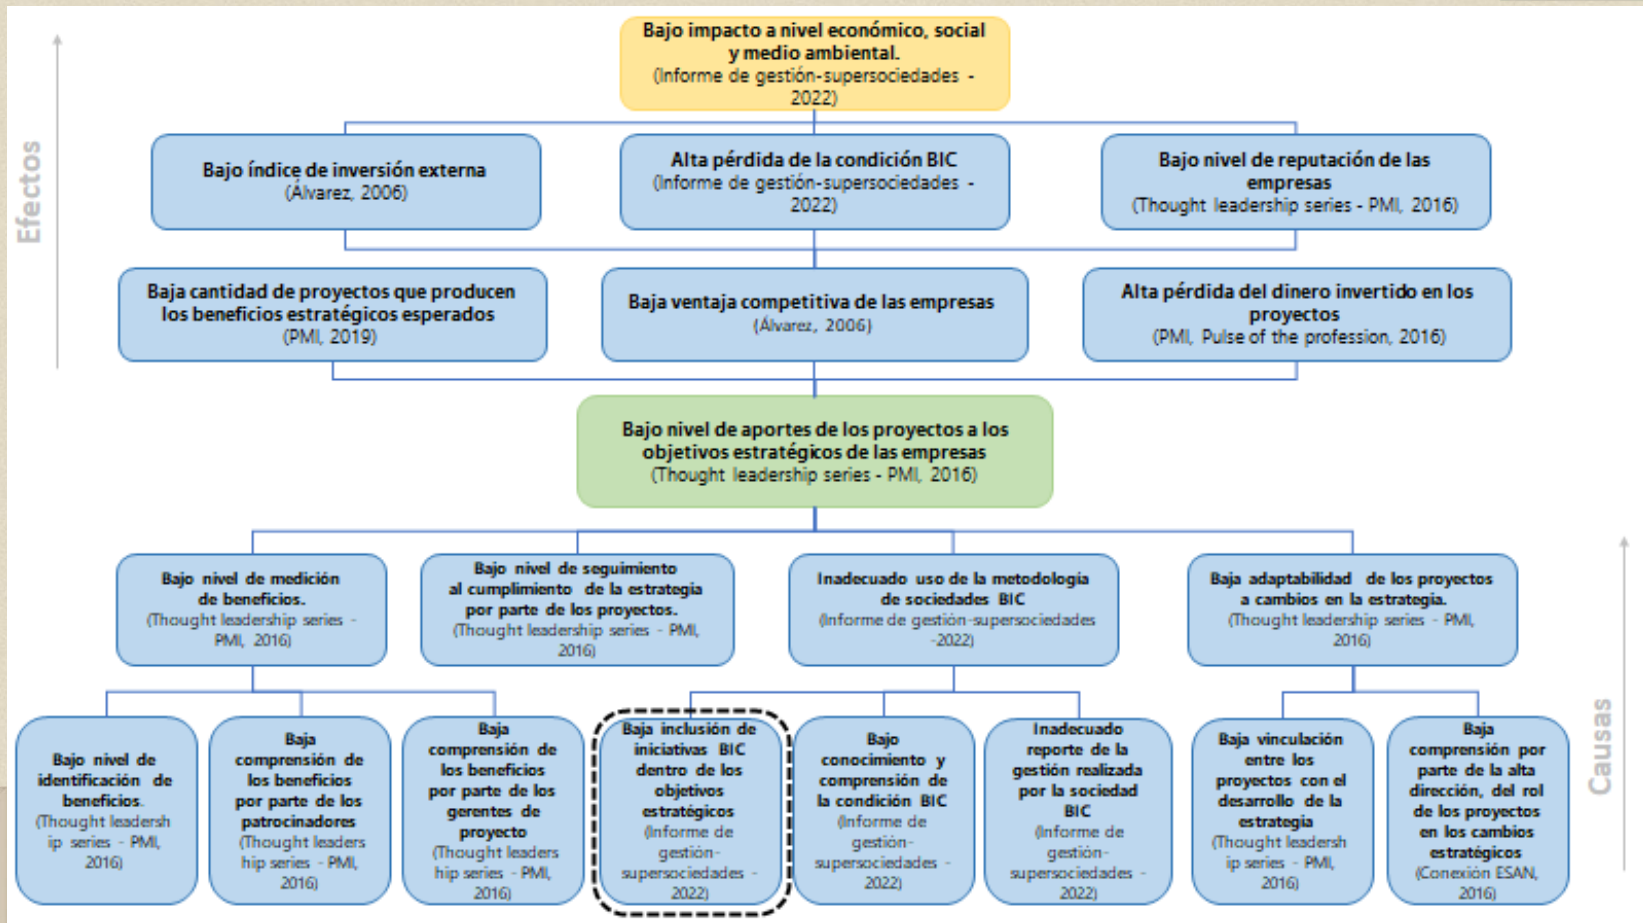 Bajo impacto a nivel económico, social
y medio ambiental.
(Informe de gestión-supersociedades -
2022)
Efectos
Bajo índice de inversión externa
(Álvarez, 2006)
Alta pérdida de la condición BIC
(Informe de gestión-supersociedades -
2022)
Bajo nivel de reputación de las
empresas
(Thought leadership series - PMI, 2016)
Baja cantidad de proyectos que producen
los beneficios estratégicos esperados
(PMI, 2019)
Baja ventaja competitiva de las empresas
(Álvarez, 2006)
Alta pérdida del dinero invertido en los
proyectos
(PMI, Pulse of the profession, 2016)
Bajo nivel de aportes de los proyectos a los
objetivos estratégicos de las empresas
(Thought leadership series - PMI, 2016)
Bajo nivel de medición
de beneficios.
(Thought leadership series -
PMI, 2016)
Bajo nivel de seguimiento
al cumplimiento de la estrategia
por parte de los proyectos.
(Thought leadership series - PMI,
2016)
Inadecuado uso de la metodología
de sociedades BIC
(Informe de gestión-supersociedades
-2022)
Baja adaptabilidad de los proyectos
a cambios en la estrategia.
(Thought leadership series - PMI,
2016)
Causas
Bajo nivel de
identificación de
beneficios.
(Thought leadersh
ip series - PMI,
2016)
Baja
comprensión de
los beneficios
por parte de los
patrocinadores
(Thought leaders
hip series - PMI,
2016)
Baja
comprensión de
los beneficios
por parte de los
gerentes de
proyecto
(Thought leaders
hip series - PMI,
2016)
Baja inclusión de
iniciativas BIC
dentro de los
objetivos
estratégicos
(Informe de
gestión-
supersociedades -
2022)
Bajo
conocimiento y
comprensión de
la condición BIC
(Informe de
gestión-
supersociedades -
2022)
Inadecuado
reporte de la
gestión realizada
por la sociedad
BIC
(Informe de
gestión-
supersociedades -
2022)
Baja vinculación
entre los
proyectos con el
desarrollo de la
estrategia
(Thought leadersh
ip series - PMI,
2016)
Baja
comprensión por
parte de la alta
dirección, del rol
de los proyectos
en los cambios
estratégicos
(Conexión ESAN,
2016)